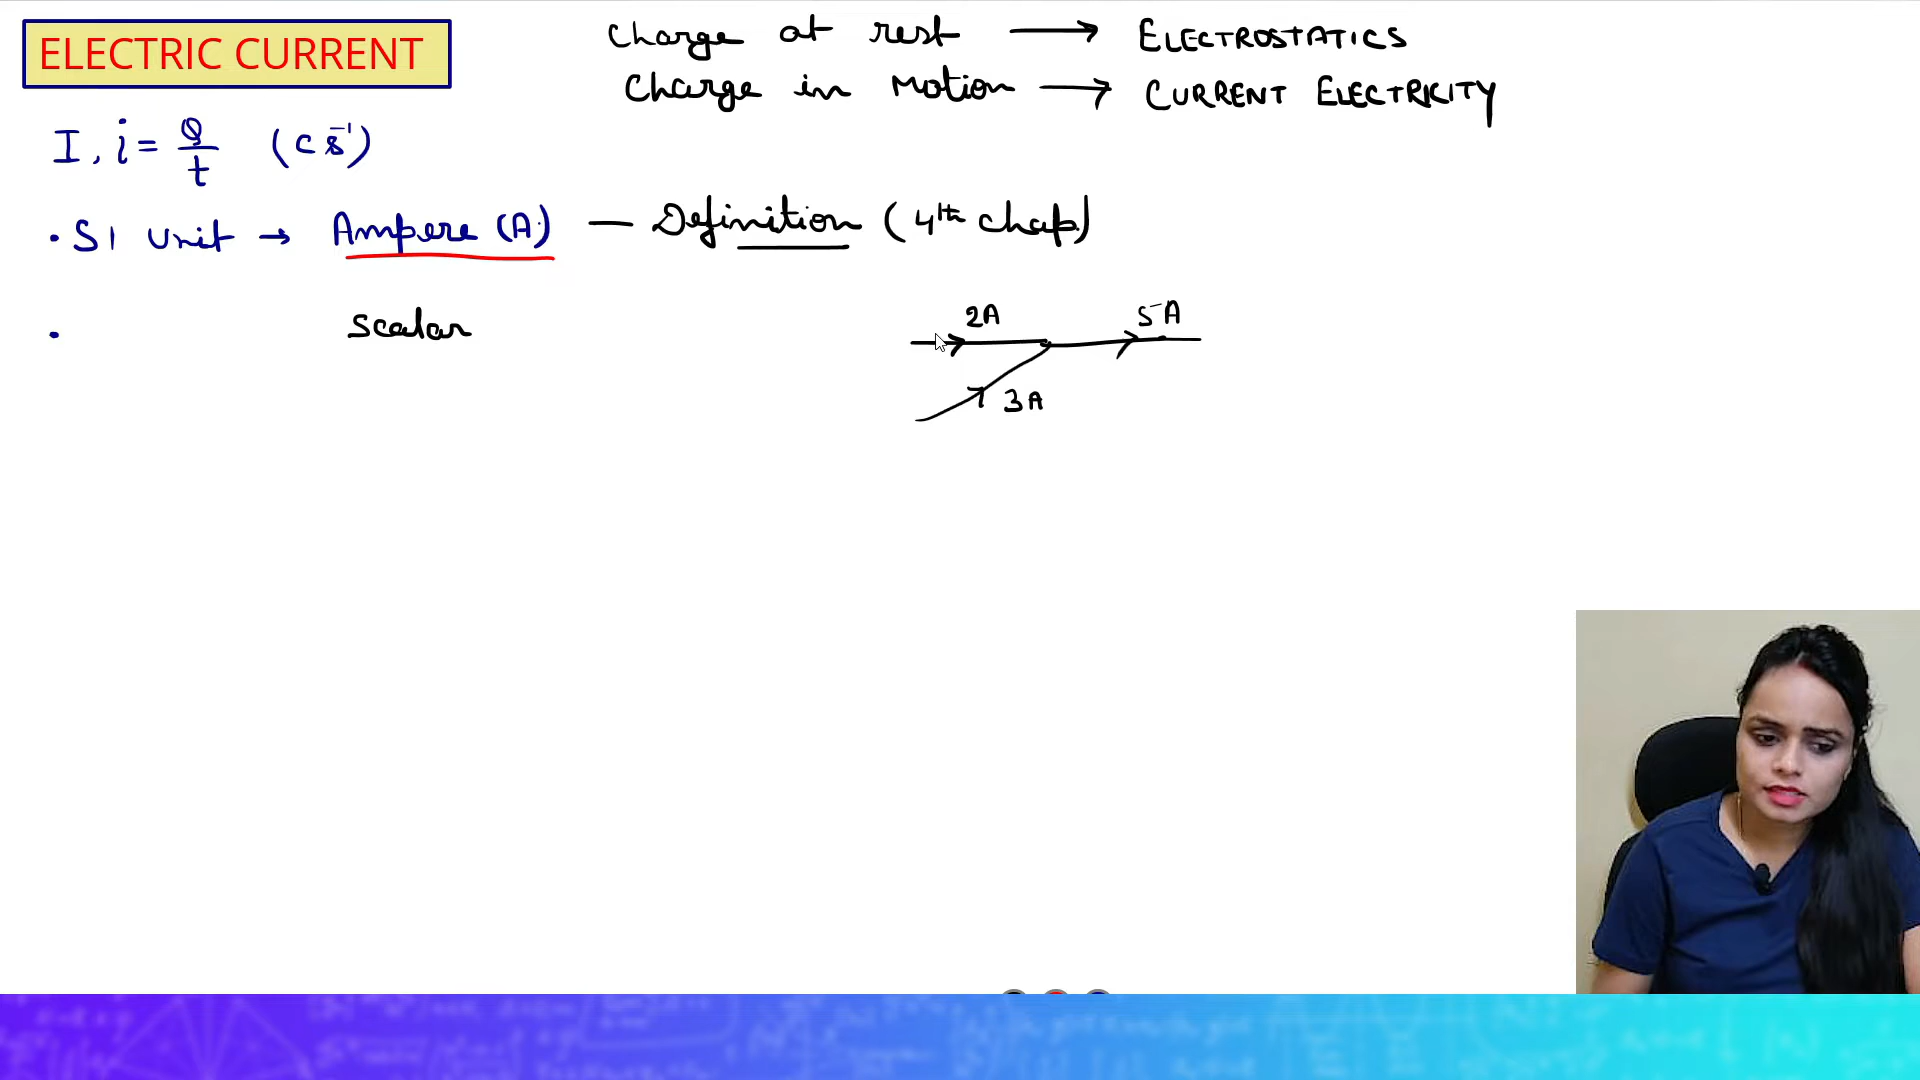 ELECTRIC CURRENT
Charge at rest → ELECTROSTATICS
Charge in Motion → CURRENT ELECTRICITY
I, i = Q/t (C s⁻¹)
• SI Unit → Ampere (A) — Definition (4th chap)
• Scalar
2A
5A
3A